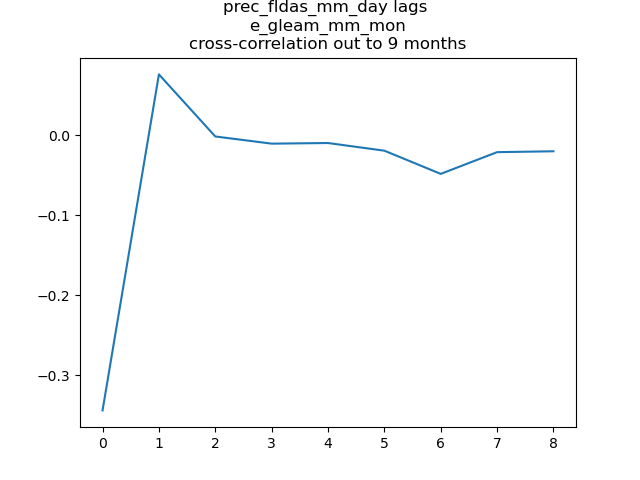 prec_fldas_mm_day lags
e_gleam_mm_mon
cross-correlation out to 9 months
0.0
−0.1
−0.2
−0.3
0 1 2 3 4 5 6 7 8